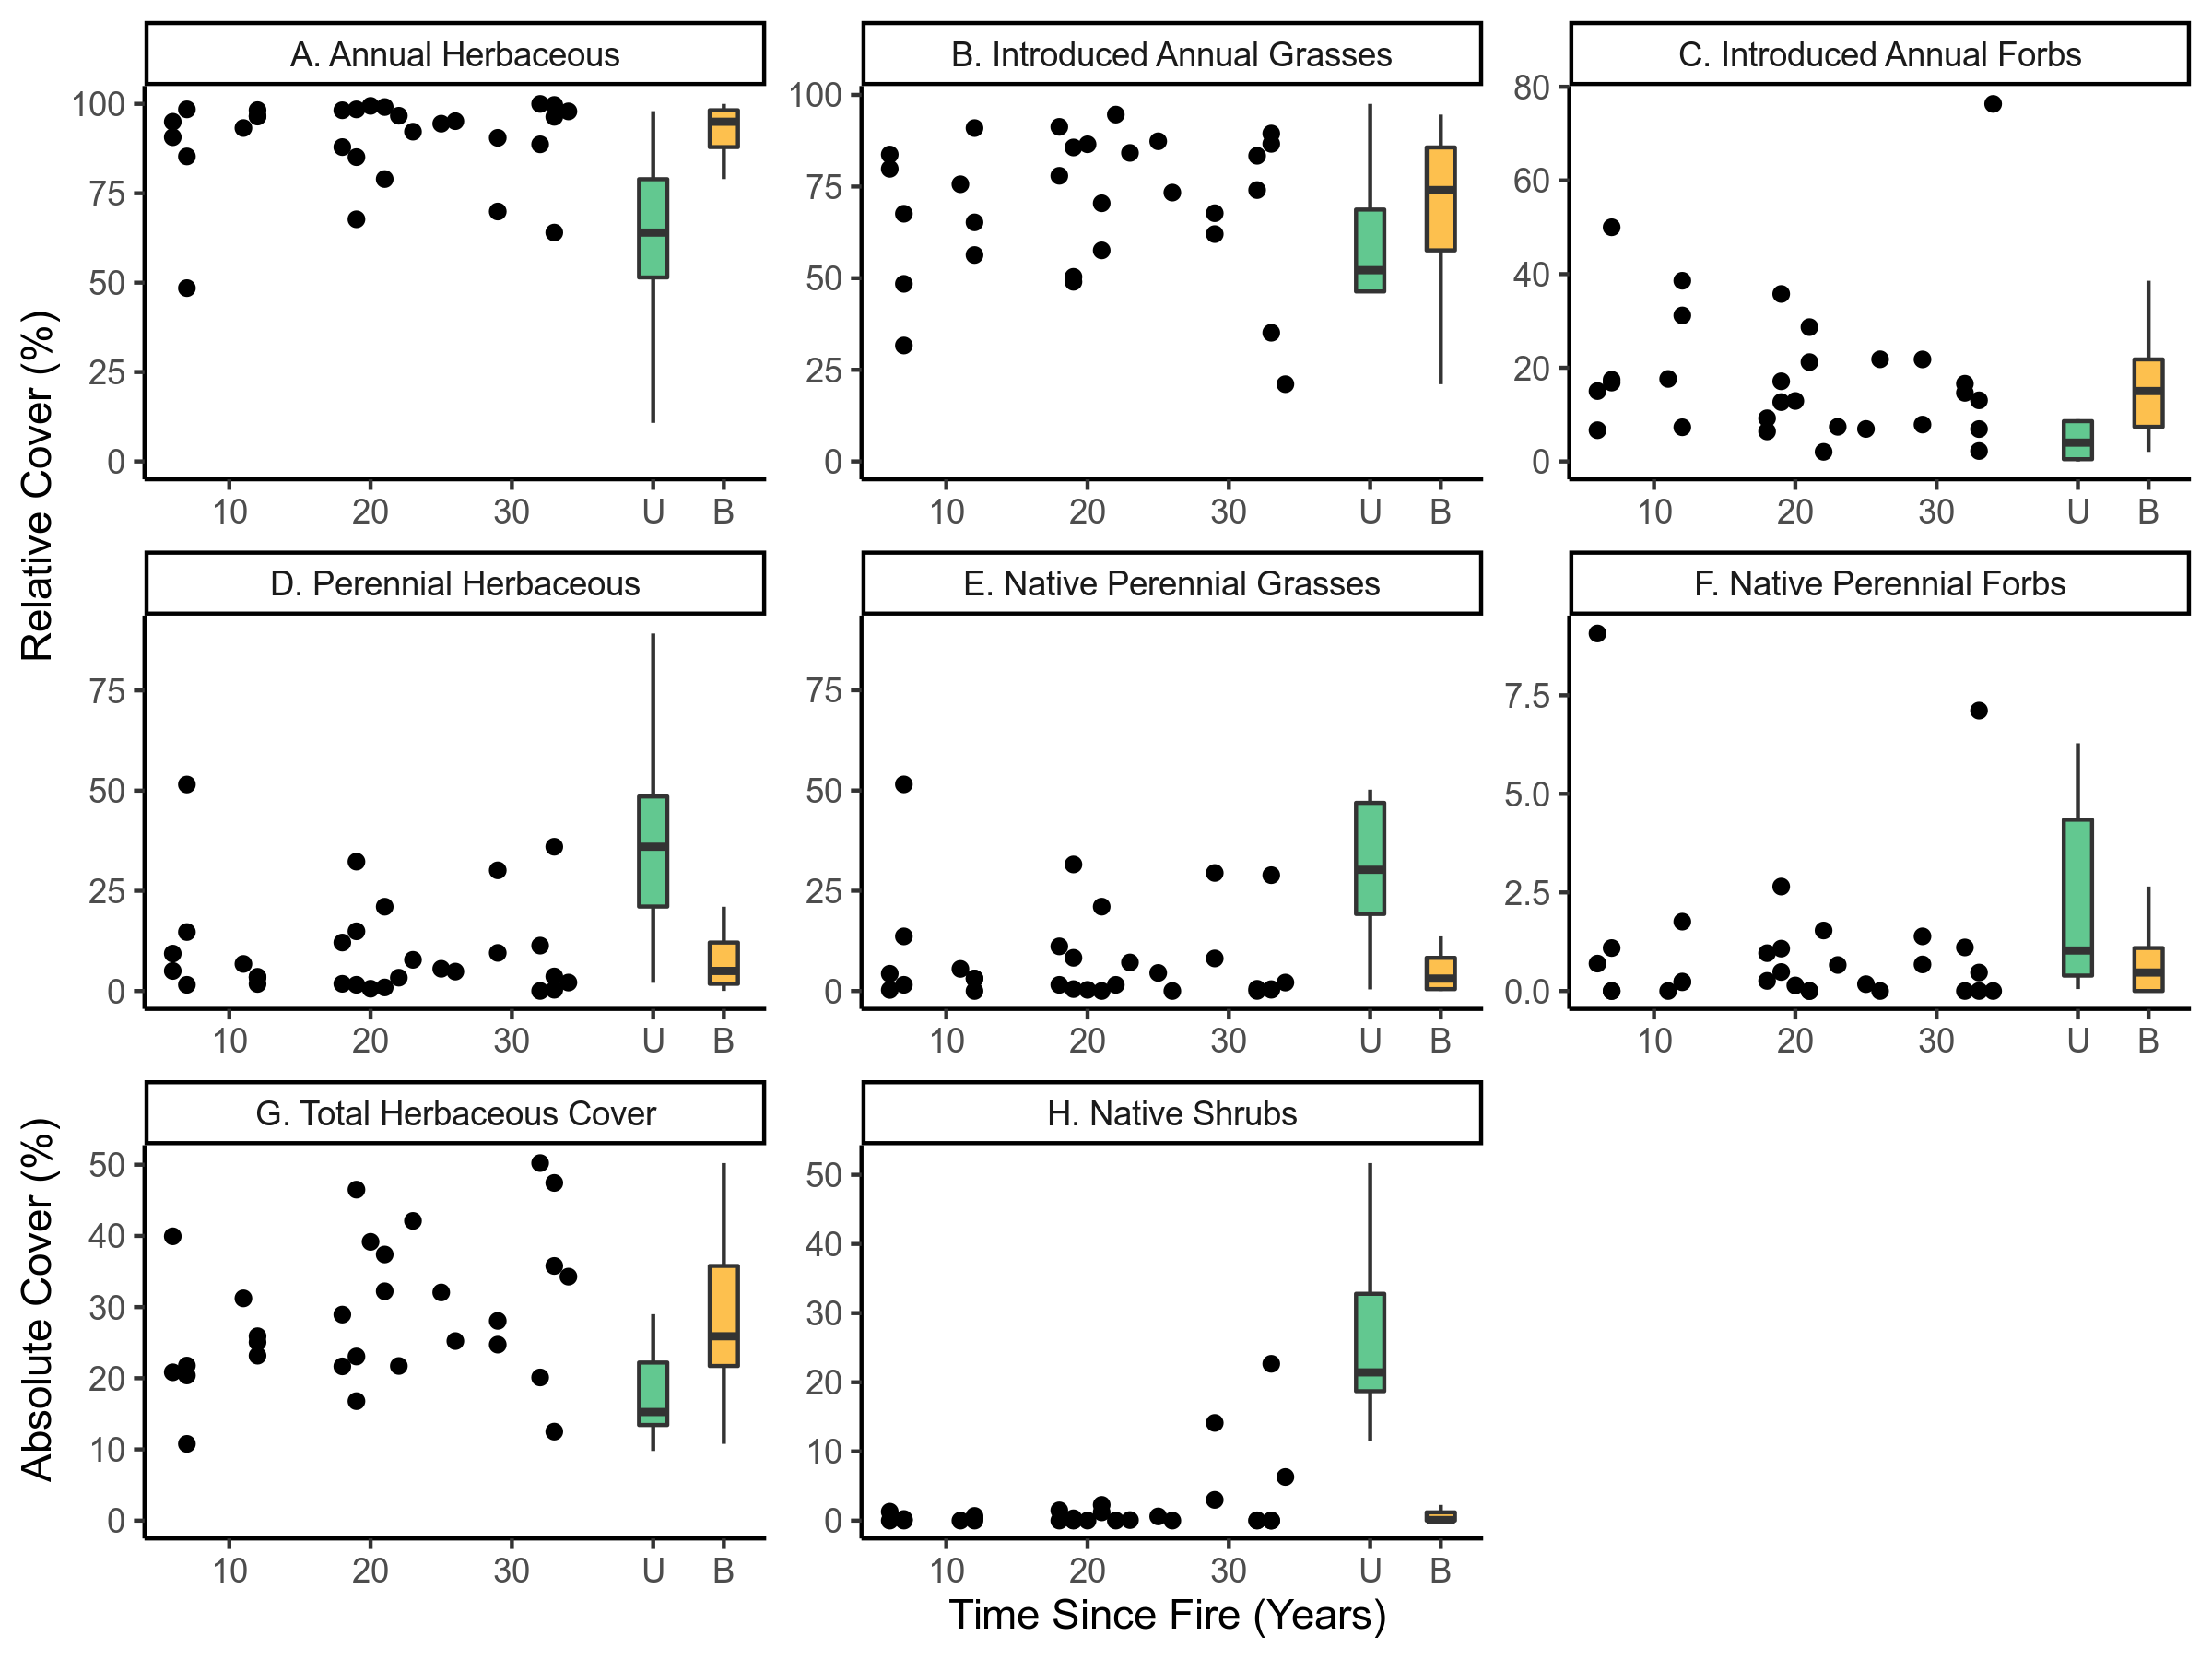 A. Annual Herbaceous
B. Introduced Annual Grasses
C. Introduced Annual Forbs
Relative Cover (%)
100
75
50
25
0
10 20 30 U B
100
75
50
25
0
10 20 30 U B
80
60
40
20
0
10 20 30 U B
D. Perennial Herbaceous
E. Native Perennial Grasses
F. Native Perennial Forbs
75
50
25
0
10 20 30 U B
75
50
25
0
10 20 30 U B
7.5
5.0
2.5
0.0
10 20 30 U B
G. Total Herbaceous Cover
H. Native Shrubs
Absolute Cover (%)
50
40
30
20
10
0
10 20 30 U B
50
40
30
20
10
0
10 20 30 U B
Time Since Fire (Years)